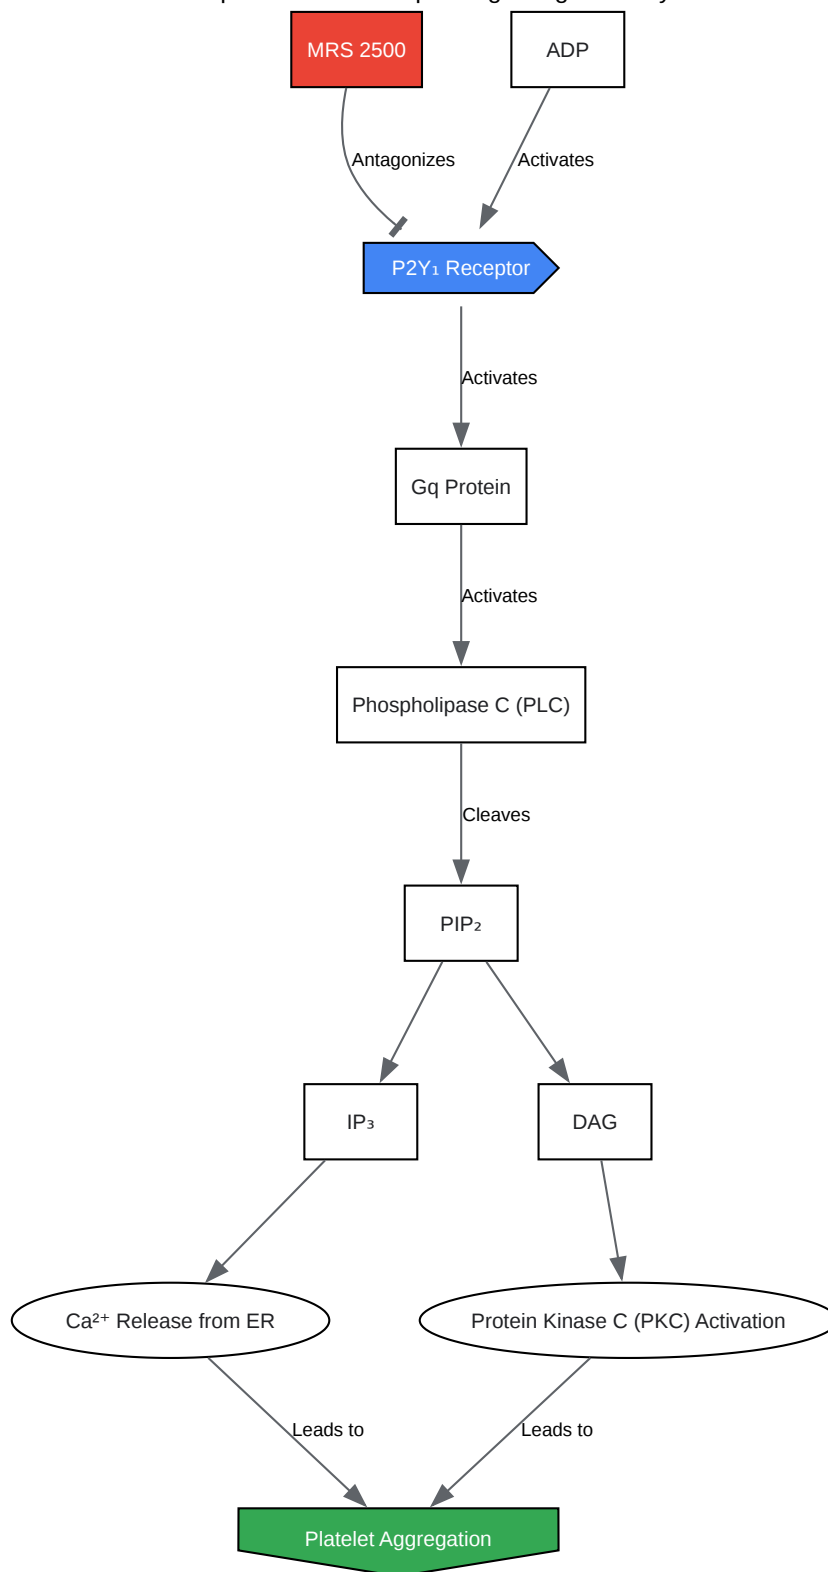 MRS 2500
ADP
Antagonizes
Activates
P2Y₁ Receptor
Activates
Gq Protein
Activates
Phospholipase C (PLC)
Cleaves
PIP₂
IP₃
DAG
Ca²⁺ Release from ER
Protein Kinase C (PKC) Activation
Leads to
Leads to
Platelet Aggregation